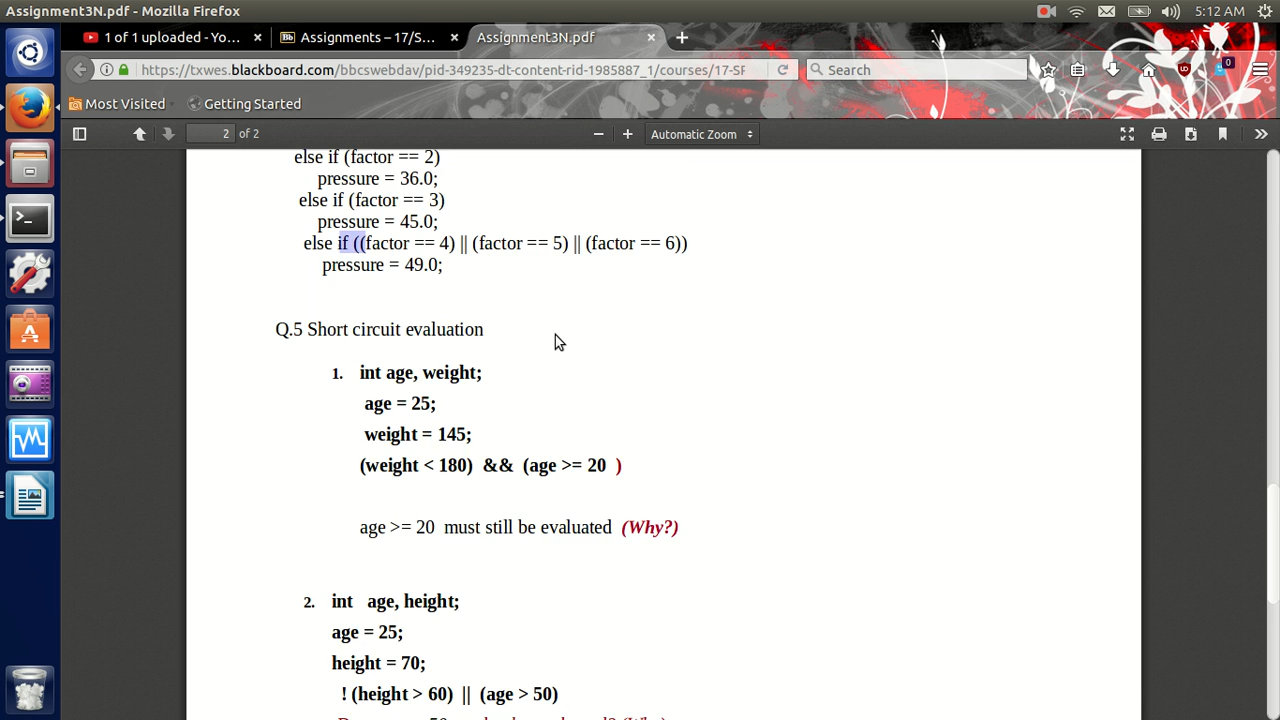 Assignment3N.pdf - Mozilla Firefox
5:12 AM
1 of 1 uploaded - Yo...
Assignments – 17/S...
Assignment3N.pdf
https://txwes.blackboard.com/bbcswebdav/pid-349235-dt-content-rid-1985887_1/courses/17-SP
Search
0
Most Visited
Getting Started
2 of 2
Automatic Zoom
else if (factor == 2)
pressure = 36.0;
else if (factor == 3)
pressure = 45.0;
else if ((factor == 4) || (factor == 5) || (factor == 6))
pressure = 49.0;
Q.5 Short circuit evaluation
1. int age, weight;
age = 25;
weight = 145;
(weight < 180) && (age >= 20 )
age >= 20 must still be evaluated (Why?)
2. int age, height;
age = 25;
height = 70;
! (height > 60) || (age > 50)